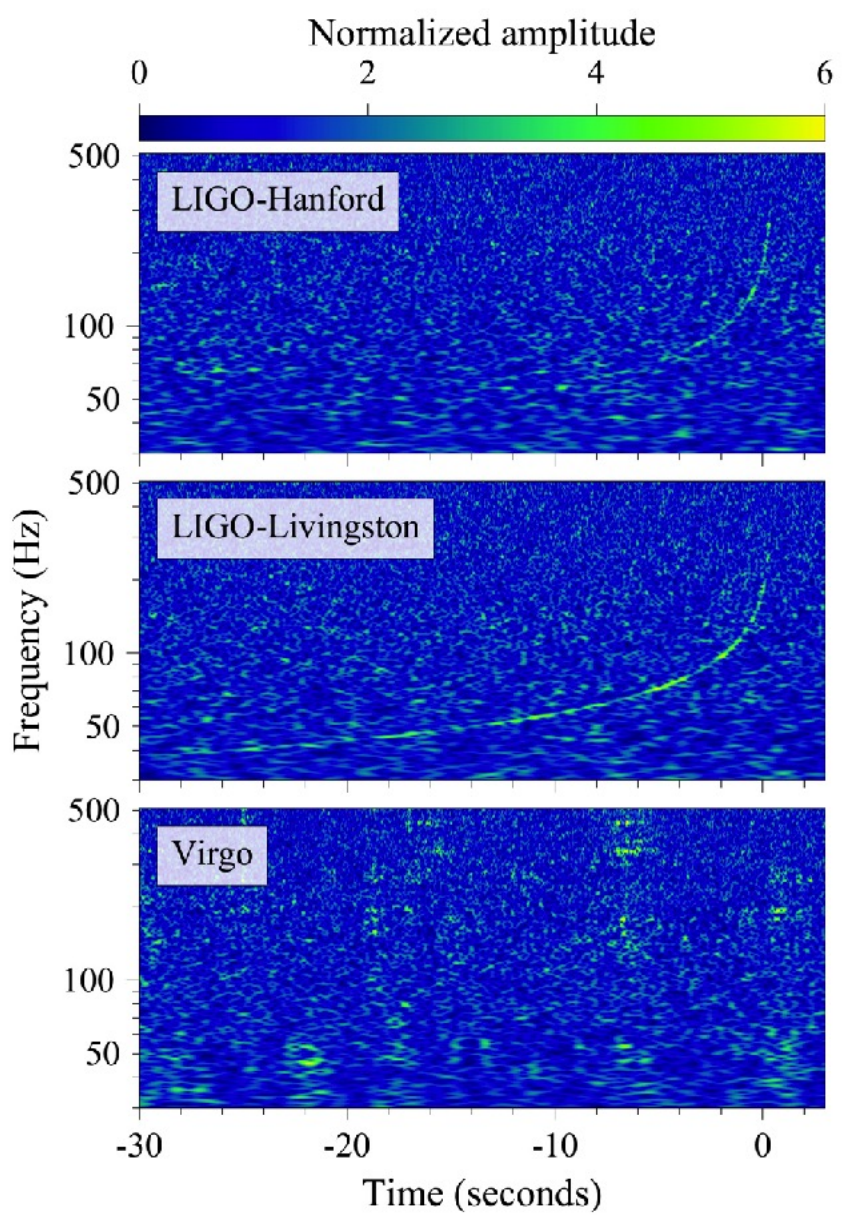 Normalized amplitude
0 2 4 6
500
LIGO-Hanford
100
50
500
LIGO-Livingston
100
50
Frequency (Hz)
500
Virgo
100
50
-30 -20 -10 0
Time (seconds)